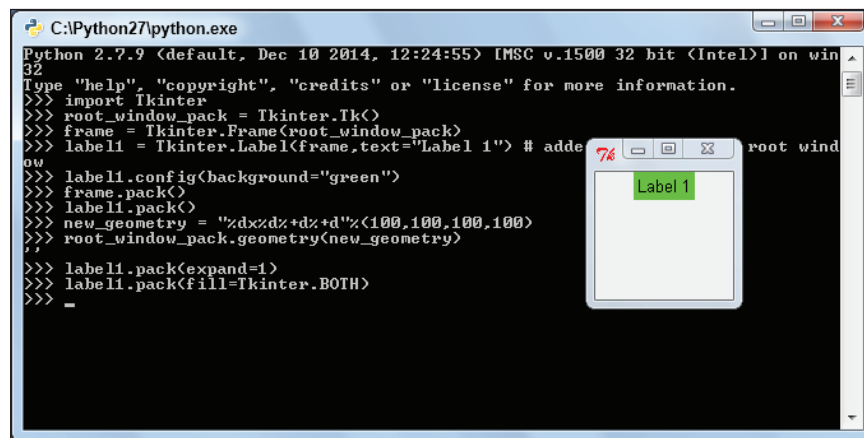 C:\Python27\python.exe
Python 2.7.9 (default, Dec 10 2014, 12:24:55) [MSC v.1500 32 bit (Intel)] on win
32
Type "help", "copyright", "credits" or "license" for more information.
>>> import Tkinter
>>> root_window_pack = Tkinter.Tk()
>>> frame = Tkinter.Frame(root_window_pack)
>>> label1 = Tkinter.Label(frame,text="Label 1") # adde root wind
ow
>>> label1.config(background="green")
>>> frame.pack()
>>> label1.pack()
>>> new_geometry = "%dx%d%+d%+d"%(100,100,100,100)
>>> root_window_pack.geometry(new_geometry)
''
>>> label1.pack(expand=1)
>>> label1.pack(fill=Tkinter.BOTH)
>>> _
Label 1